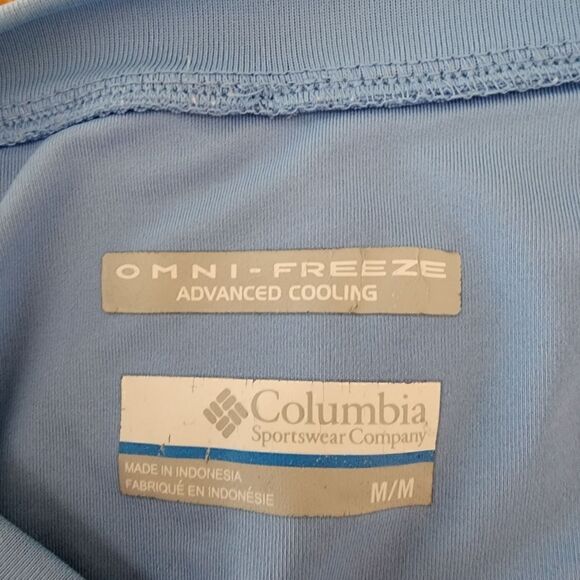 OMNI-FREEZE
ADVANCED COOLING
Columbia
Sportswear Company
MADE IN INDONESIA
FABRIQUÉ EN INDONÉSIE
M/M